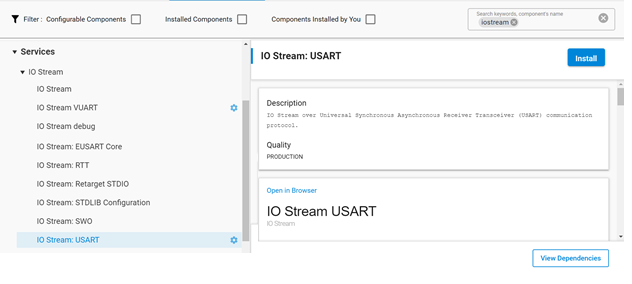 Filter : Configurable Components Installed Components Components Installed by You
Search keywords, component's name
iostream
Services
IO Stream
IO Stream
IO Stream VUART
IO Stream debug
IO Stream: EUSART Core
IO Stream: RTT
IO Stream: Retarget STDIO
IO Stream: STDLIB Configuration
IO Stream: SWO
IO Stream: USART
IO Stream: USART
Install
Description
IO Stream over Universal Synchronous Asynchronous Receiver Transceiver (USART) communication
protocol.
Quality
PRODUCTION
Open in Browser
IO Stream USART
IO Stream
View Dependencies